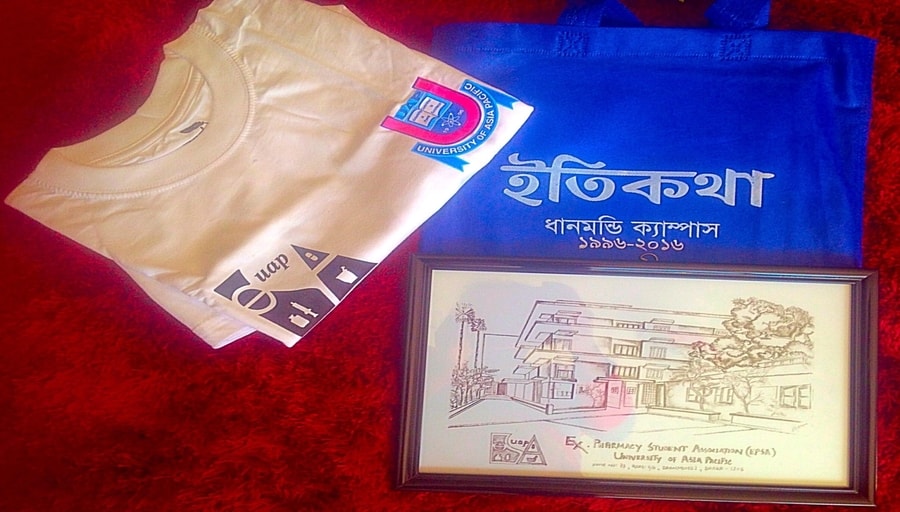 UAP
UNIVERSITY OF ASIA PACIFIC
uap
ইতিকথা
ধানমন্ডি ক্যাম্পাস
১৯৯৬-২০১৬
uap
EX. PHARMACY STUDENT ASSOCIATION (EPSA)
UNIVERSITY OF ASIA PACIFIC